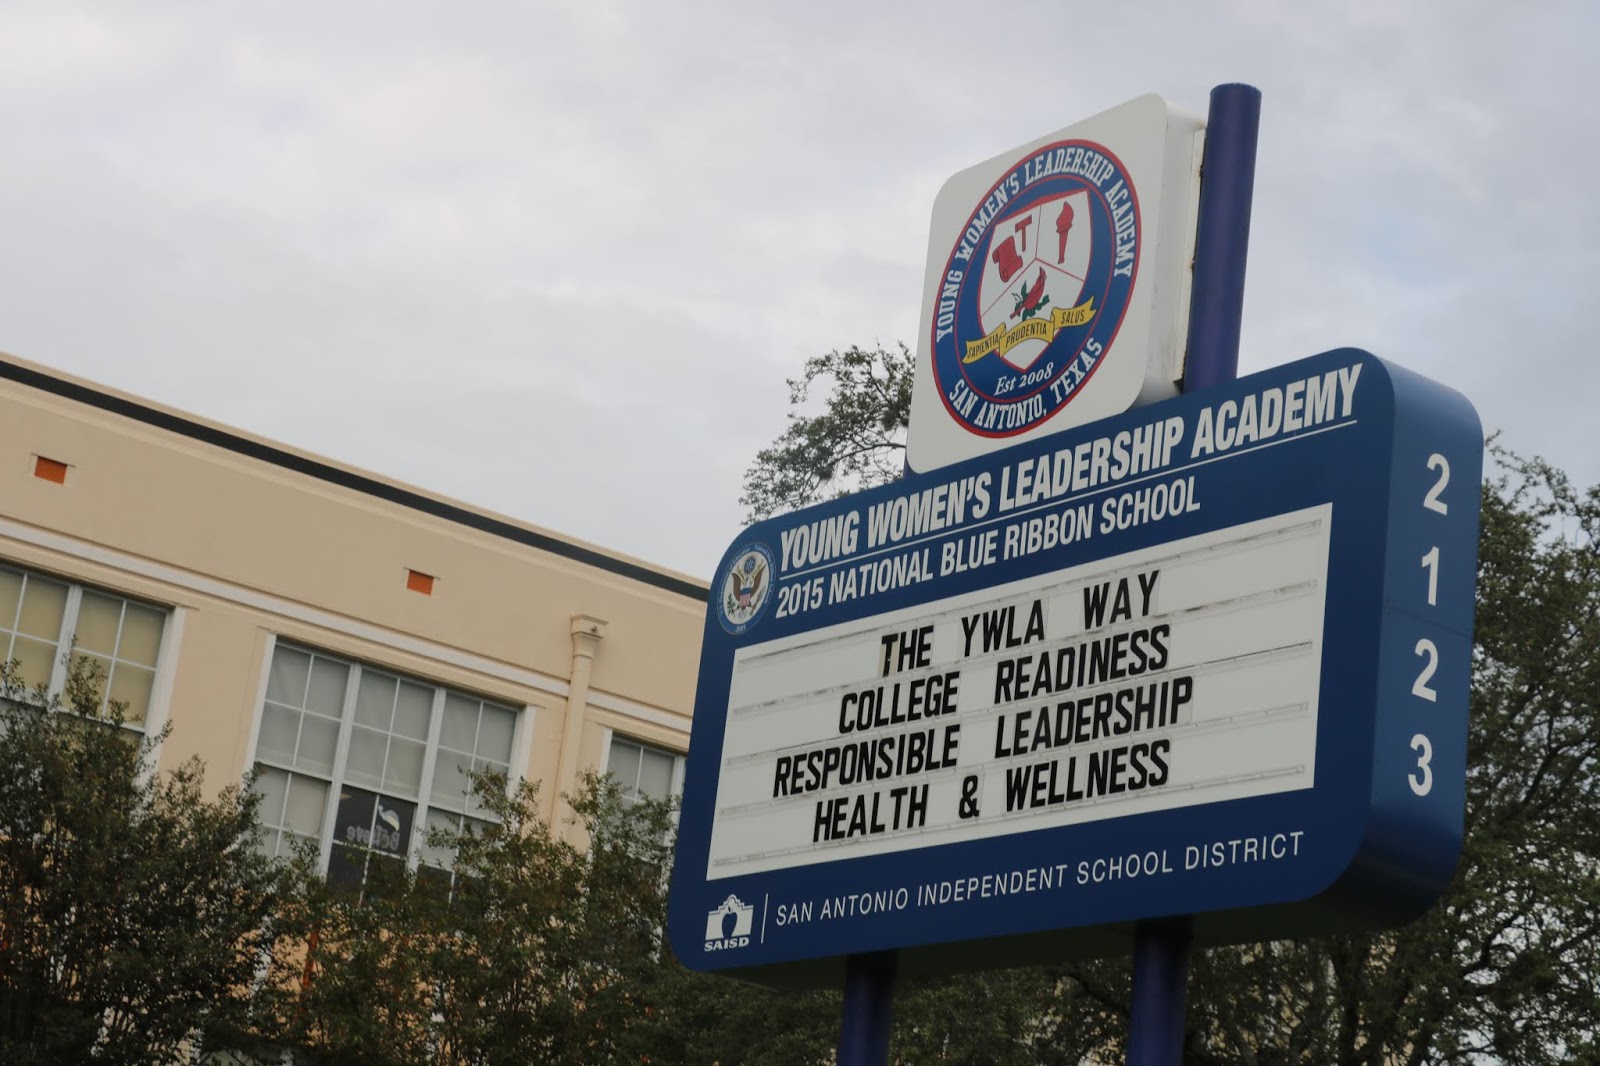 YOUNG WOMEN'S LEADERSHIP ACADEMY
SAPIENTIA PRUDENTIA SALUS
Est 2008
SAN ANTONIO, TEXAS
YOUNG WOMEN'S LEADERSHIP ACADEMY
2015 NATIONAL BLUE RIBBON SCHOOL
THE YWLA WAY
COLLEGE READINESS
RESPONSIBLE LEADERSHIP
HEALTH & WELLNESS
SAISD
SAN ANTONIO INDEPENDENT SCHOOL DISTRICT
2
1
2
3
believe